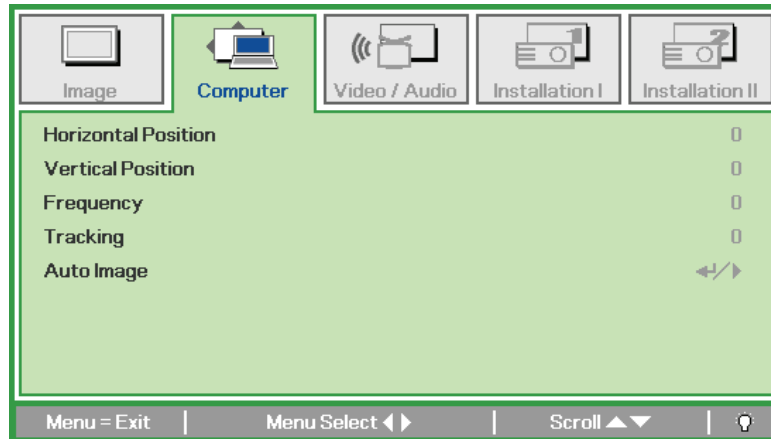 Image Computer Video / Audio Installation I Installation II
Horizontal Position 0
Vertical Position 0
Frequency 0
Tracking 0
Auto Image
Menu = Exit Menu Select Scroll